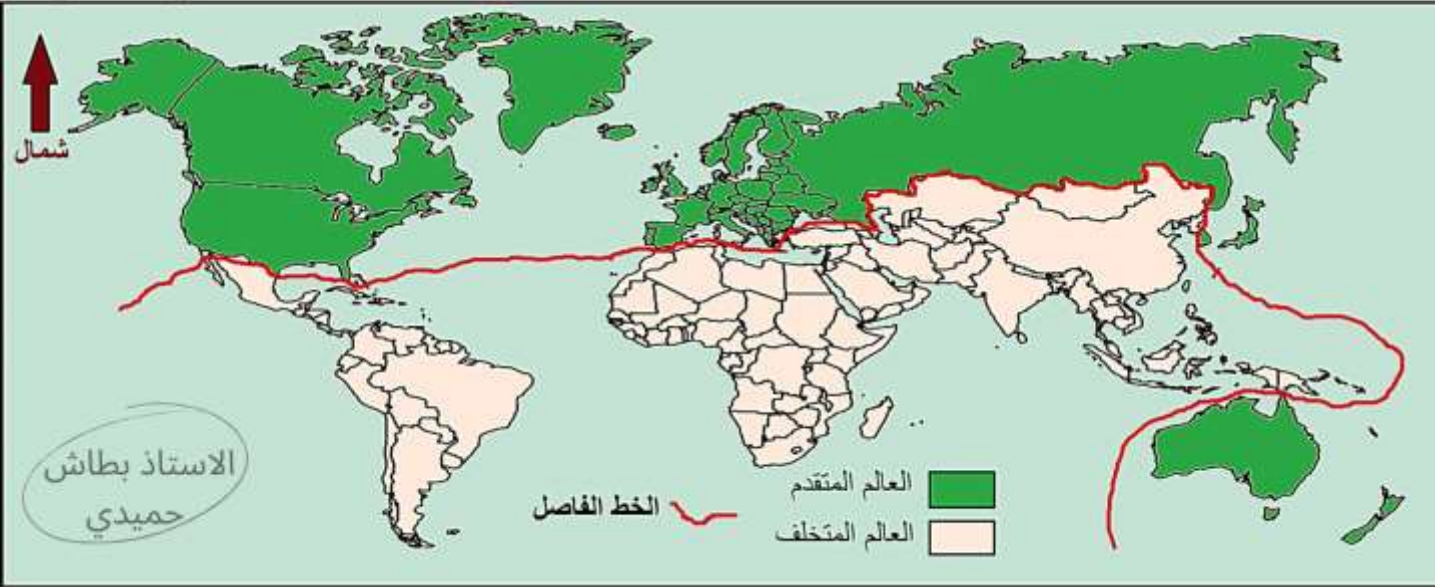 شمال
العالم المتقدم
الخط الفاصل
العالم المتخلف
الاستاذ بطاش
حميدي